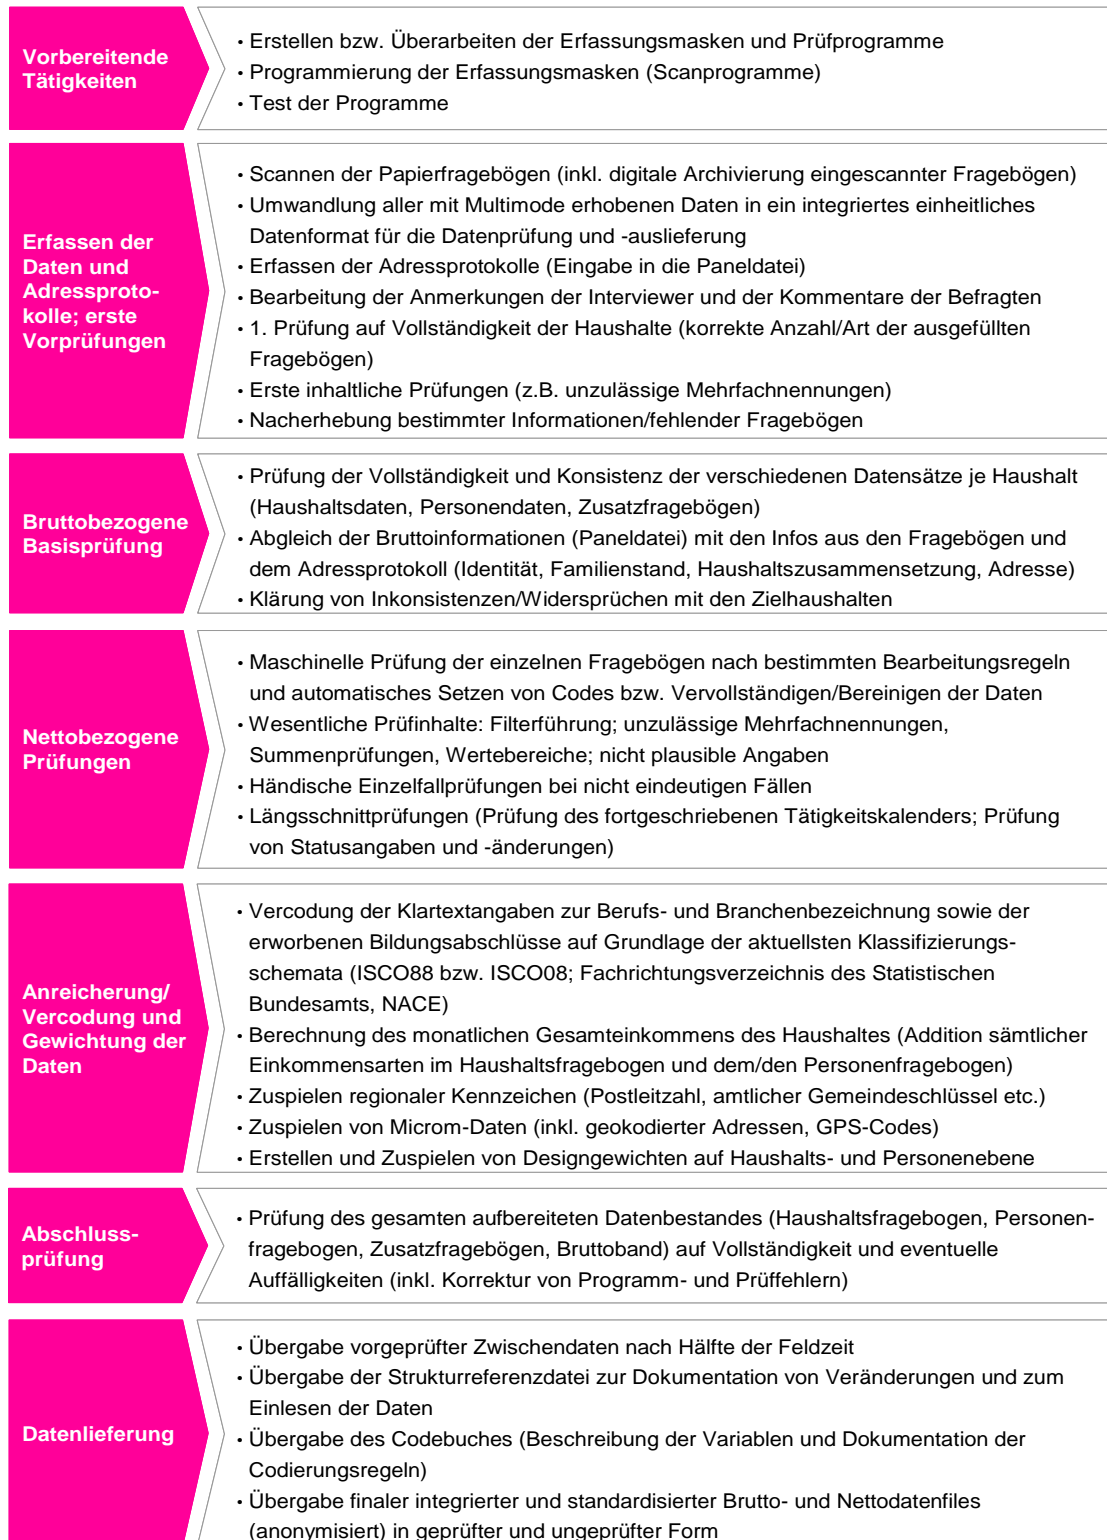 Vorbereitende
Tätigkeiten
• Erstellen bzw. Überarbeiten der Erfassungsmasken und Prüfprogramme
• Programmierung der Erfassungsmasken (Scanprogramme)
• Test der Programme
Erfassen der
Daten und
Adressproto-
kolle; erste
Vorprüfungen
• Scannen der Papierfragebögen (inkl. digitale Archivierung eingescannter Fragebögen)
• Umwandlung aller mit Multimode erhobenen Daten in ein integriertes einheitliches
Datenformat für die Datenprüfung und -auslieferung
• Erfassen der Adressprotokolle (Eingabe in die Paneldatei)
• Bearbeitung der Anmerkungen der Interviewer und der Kommentare der Befragten
• 1. Prüfung auf Vollständigkeit der Haushalte (korrekte Anzahl/Art der ausgefüllten
Fragebögen)
• Erste inhaltliche Prüfungen (z.B. unzulässige Mehrfachnennungen)
• Nacherhebung bestimmter Informationen/fehlender Fragebögen
Bruttobezogene
Basisprüfung
• Prüfung der Vollständigkeit und Konsistenz der verschiedenen Datensätze je Haushalt
(Haushaltsdaten, Personendaten, Zusatzfragebögen)
• Abgleich der Bruttoinformationen (Paneldatei) mit den Infos aus den Fragebögen und
dem Adressprotokoll (Identität, Familienstand, Haushaltszusammensetzung, Adresse)
• Klärung von Inkonsistenzen/Widersprüchen mit den Zielhaushalten
Nettobezogene
Prüfungen
• Maschinelle Prüfung der einzelnen Fragebögen nach bestimmten Bearbeitungsregeln
und automatisches Setzen von Codes bzw. Vervollständigen/Bereinigen der Daten
• Wesentliche Prüfinhalte: Filterführung; unzulässige Mehrfachnennungen,
Summenprüfungen, Wertebereiche; nicht plausible Angaben
• Händische Einzelfallprüfungen bei nicht eindeutigen Fällen
• Längsschnittprüfungen (Prüfung des fortgeschriebenen Tätigkeitskalenders; Prüfung
von Statusangaben und -änderungen)
Anreicherung/
Vercodung und
Gewichtung der
Daten
• Vercodung der Klartextangaben zur Berufs- und Branchenbezeichnung sowie der
erworbenen Bildungsabschlüsse auf Grundlage der aktuellsten Klassifizierungs-
schemata (ISCO88 bzw. ISCO08; Fachrichtungsverzeichnis des Statistischen
Bundesamts, NACE)
• Berechnung des monatlichen Gesamteinkommens des Haushaltes (Addition sämtlicher
Einkommensarten im Haushaltsfragebogen und dem/den Personenfragebogen)
• Zuspielen regionaler Kennzeichen (Postleitzahl, amtlicher Gemeindeschlüssel etc.)
• Zuspielen von Microm-Daten (inkl. geokodierter Adressen, GPS-Codes)
• Erstellen und Zuspielen von Designgewichten auf Haushalts- und Personenebene
Abschluss-
prüfung
• Prüfung des gesamten aufbereiteten Datenbestandes (Haushaltsfragebogen, Personen-
fragebogen, Zusatzfragebögen, Bruttoband) auf Vollständigkeit und eventuelle
Auffälligkeiten (inkl. Korrektur von Programm- und Prüffehlern)
Datenlieferung
• Übergabe vorgeprüfter Zwischendaten nach Hälfte der Feldzeit
• Übergabe der Strukturreferenzdatei zur Dokumentation von Veränderungen und zum
Einlesen der Daten
• Übergabe des Codebuches (Beschreibung der Variablen und Dokumentation der
Codierungsregeln)
• Übergabe finaler integrierter und standardisierter Brutto- und Nettodatenfiles
(anonymisiert) in geprüfter und ungeprüfter Form